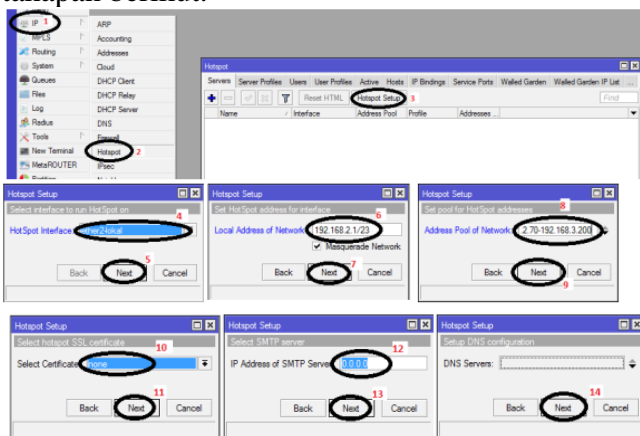 IP 1
MPLS
Routing
System
Queues
Files
Log
Radius
Tools
New Terminal
MetaROUTER
ARP
Accounting
Addresses
Cloud
DHCP Client
DHCP Relay
DHCP Server
DNS
Firewall
Hotspot 2
IPsec
Hotspot
Servers Server Profiles Users User Profiles Active Hosts IP Bindings Service Ports Walled Garden Walled Garden IP List ...
Reset HTML Hotspot Setup 3 Find
Name Interface Address Pool Profile Addresses ...
Hotspot Setup
Select interface to run HotSpot on
4
HotSpot Interface: ether2-lokal
5
Back Next Cancel
Hotspot Setup
Set HotSpot address for interface
6
Local Address of Network: 192.168.2.1/23
Masquerade Network
7
Back Next Cancel
Hotspot Setup
Set pool for HotSpot addresses
8
Address Pool of Network: .2.70-192.168.3.200
Back Next Cancel
9
Hotspot Setup
Select hotspot SSL certificate
10
Select Certificate: none
11
Back Next Cancel
Hotspot Setup
Select SMTP server
12
IP Address of SMTP Server: 0.0.0.0
13
Back Next Cancel
Hotspot Setup
Setup DNS configuration
DNS Servers:
14
Back Next Cancel